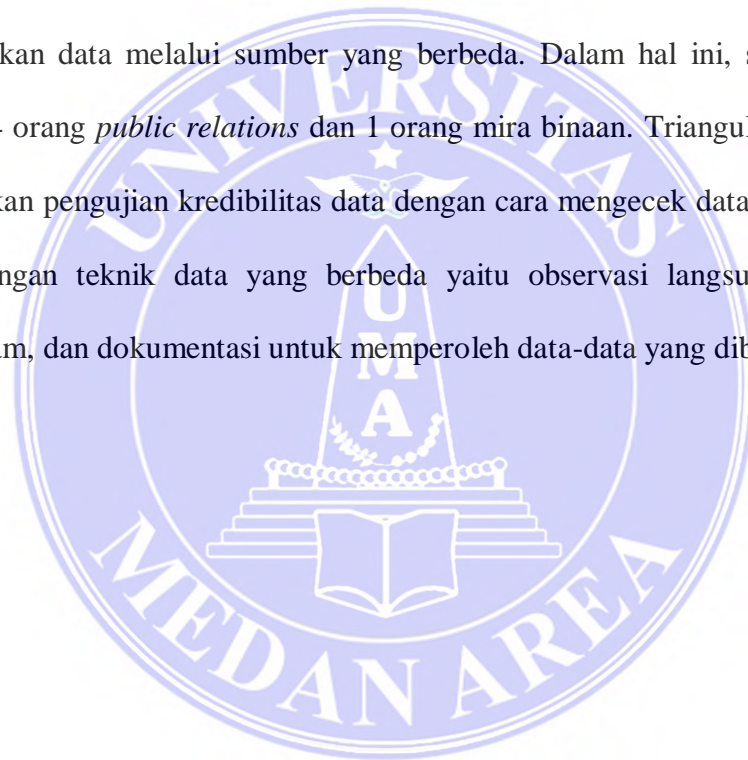 kan data melalui sumber yang berbeda. Dalam hal ini, s
orang public relations dan 1 orang mira binaan. Triangul
kan pengujian kredibilitas data dengan cara mengecek data
ngan teknik data yang berbeda yaitu observasi langsu
am, dan dokumentasi untuk memperoleh data-data yang dib
UNIVERSITAS
UMA
MEDAN AREA